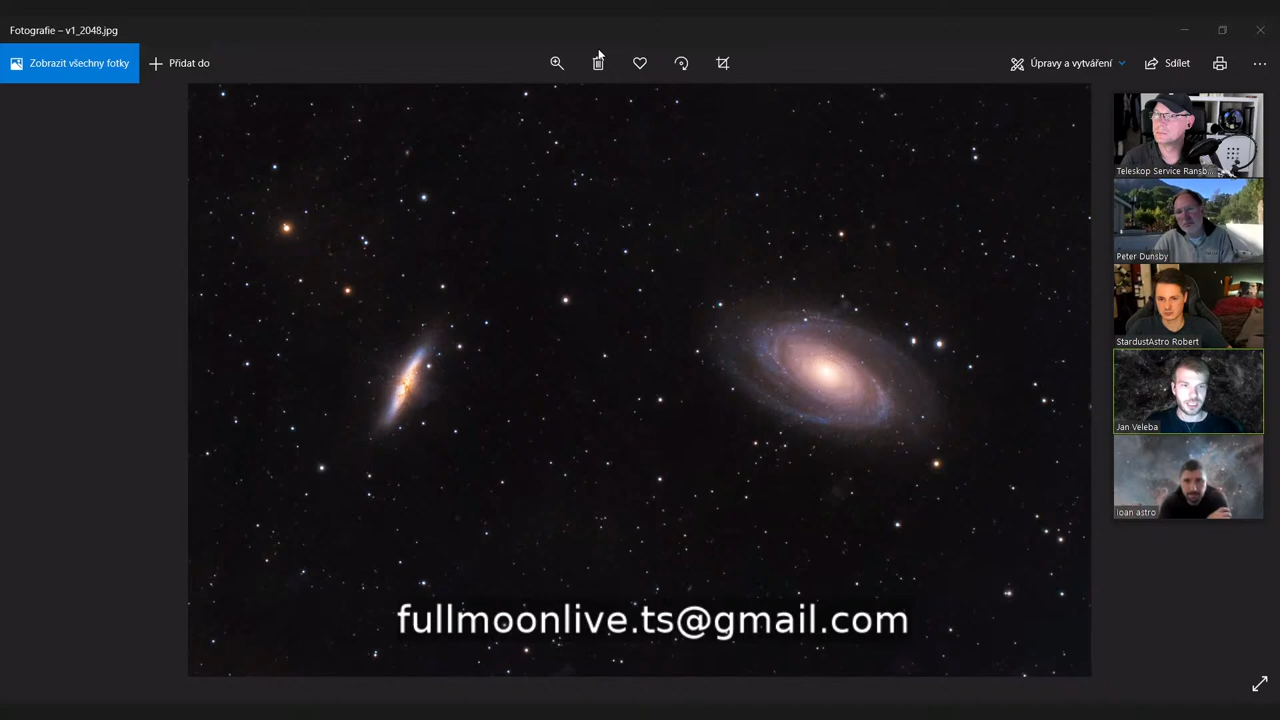 Fotografie – v1_2048.jpg
Zobrazit všechny fotky
Přidat do
Úpravy a vytváření
Sdílet
Teleskop Service Ransb...
Peter Dunsby
StardustAstro Robert
Jan Veleba
ioan astro
fullmoonlive.ts@gmail.com